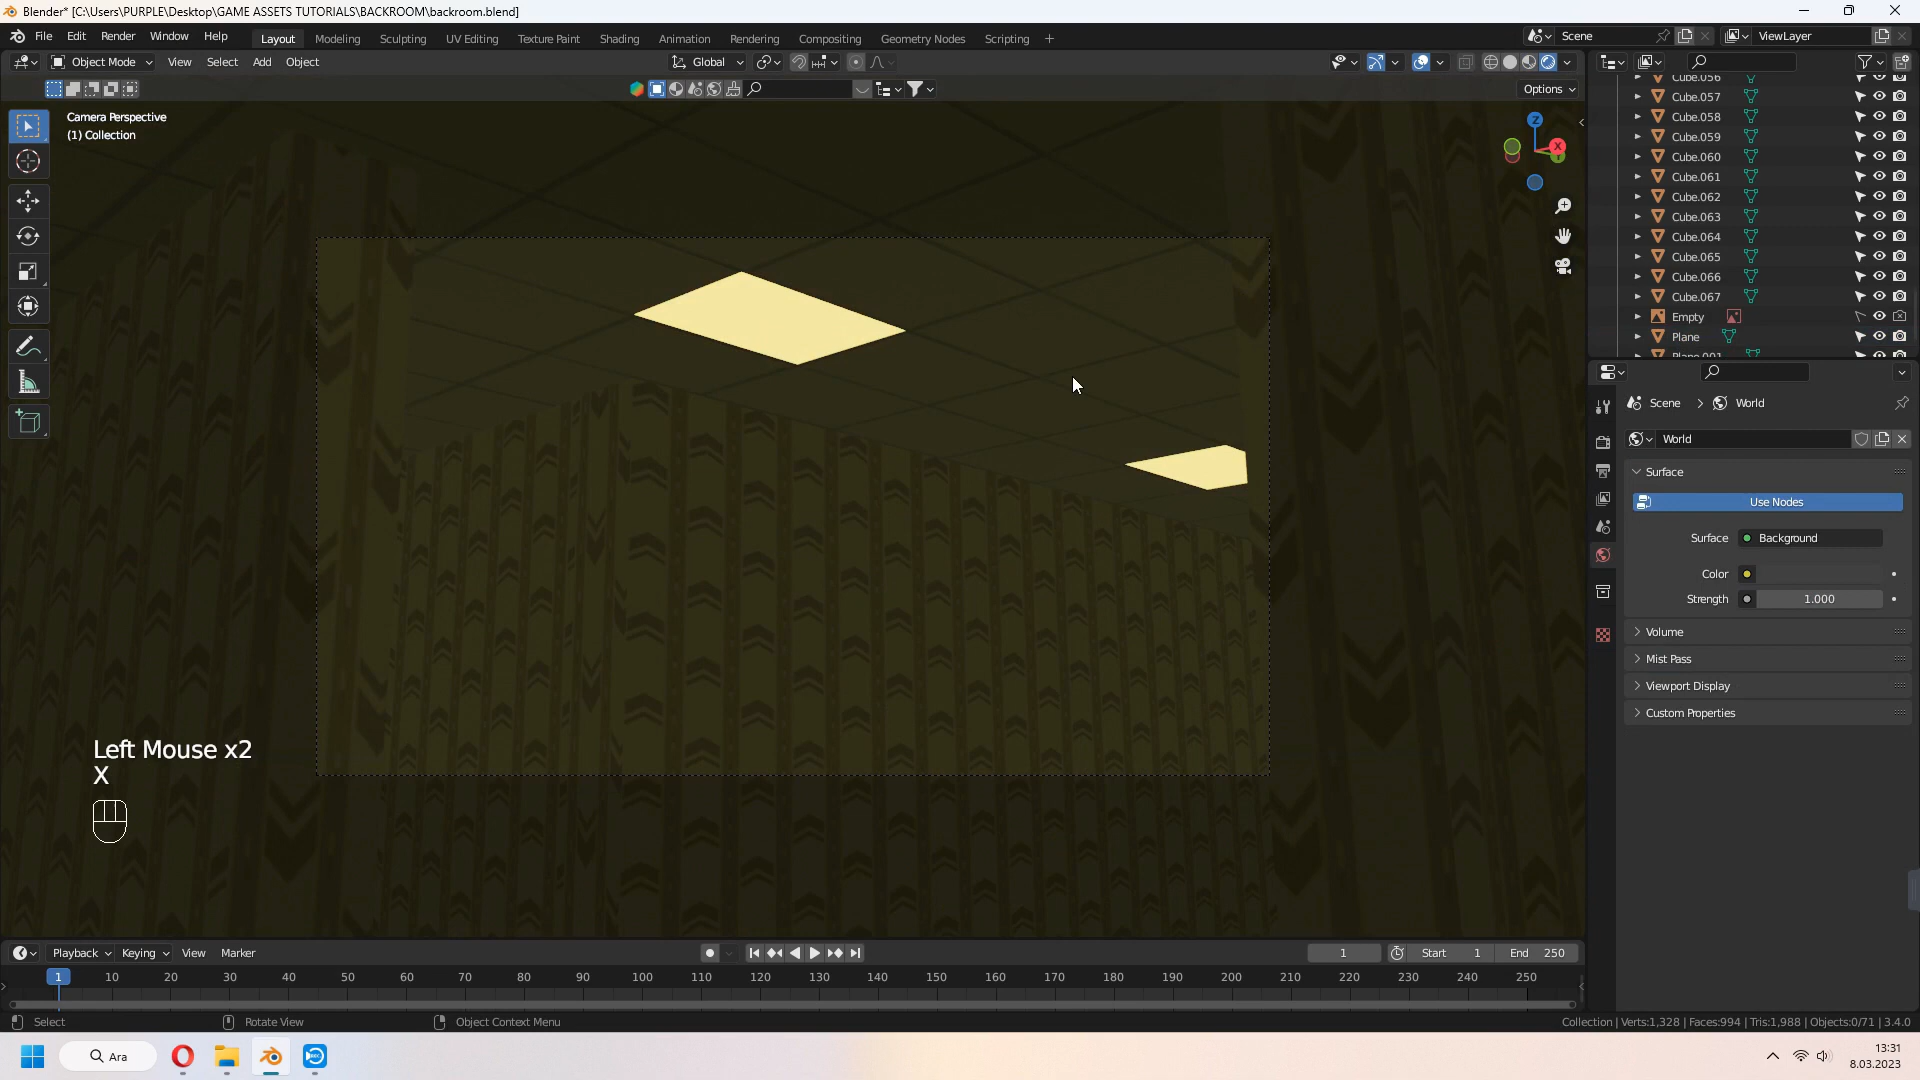 Blender* [C:\Users\PURPLE\Desktop\GAME ASSETS TUTORIALS\BACKROOM\backroom.blend]
File Edit Render Window Help Layout Modeling Sculpting UV Editing Texture Paint Shading Animation Rendering Compositing Geometry Nodes Scripting + Scene ViewLayer
Object Mode View Select Add Object Global
Options
Camera Perspective
(1) Collection
Z
X
Y
Cube.056
Cube.057
Cube.058
Cube.059
Cube.060
Cube.061
Cube.062
Cube.063
Cube.064
Cube.065
Cube.066
Cube.067
Empty
Plane
Plane.001
Scene > World
World
Surface
Use Nodes
Surface Background
Color
Strength 1.000
Volume
Mist Pass
Viewport Display
Custom Properties
Left Mouse x2
X
Playback Keying View Marker 1 Start 1 End 250
1 10 20 30 40 50 60 70 80 90 100 110 120 130 140 150 160 170 180 190 200 210 220 230 240 250
Select Rotate View Object Context Menu Collection | Verts:1,328 | Faces:994 | Tris:1,988 | Objects:0/71 | 3.4.0
Ara
13:31
8.03.2023